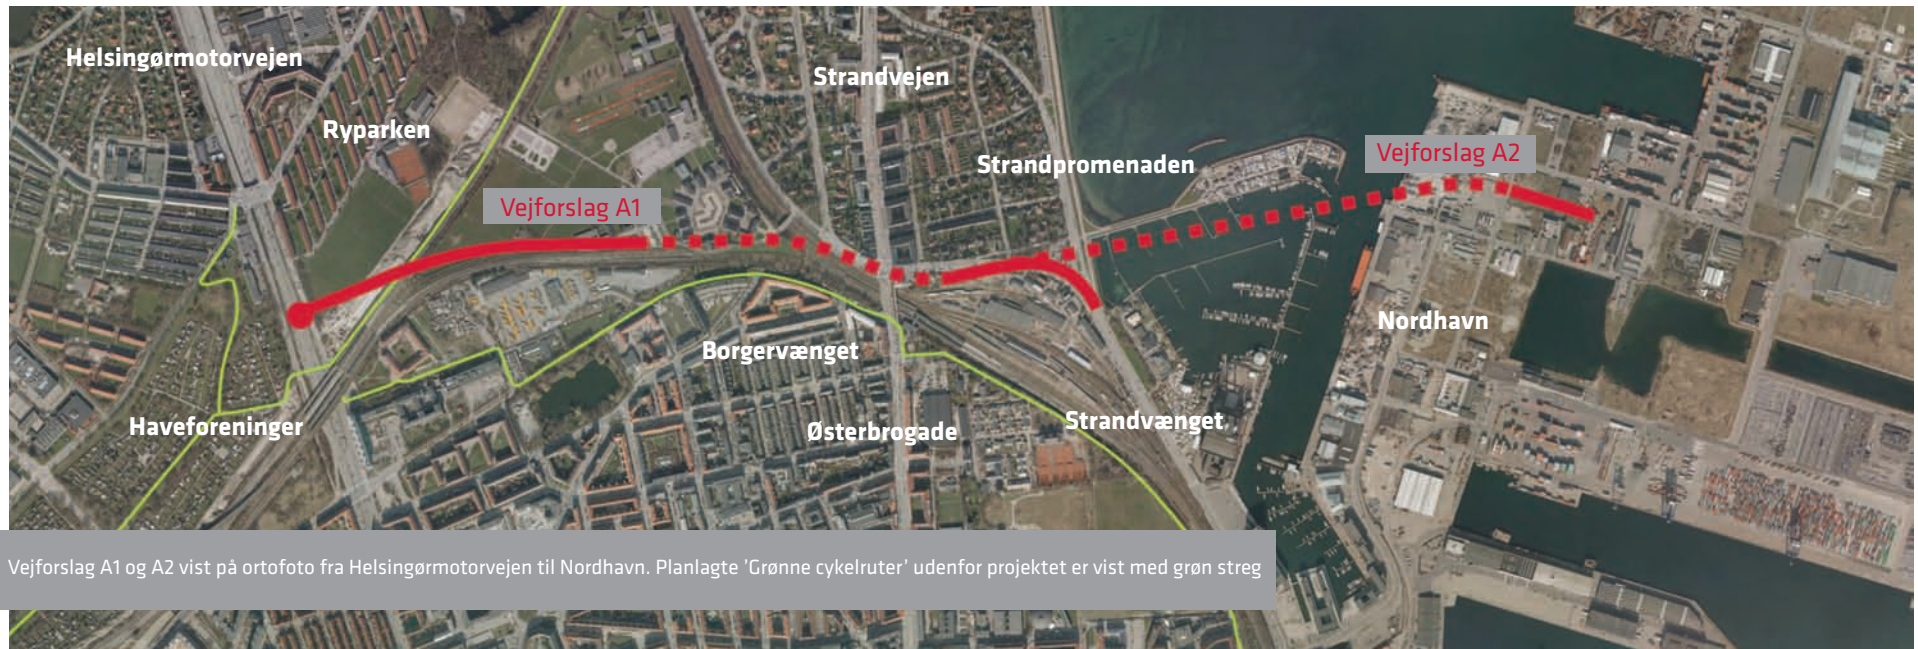 Helsingørmotorvejen
Strandvejen
Ryparken
Vejforslag A2
Strandpromenaden
Vejforslag A1
Nordhavn
Borgervænget
Haveforeninger
Østerbrogade
Strandvænget
Vejforslag A1 og A2 vist på ortofoto fra Helsingørmotorvejen til Nordhavn. Planlagte ’Grønne cykelruter’ udenfor projektet er vist med grøn streg